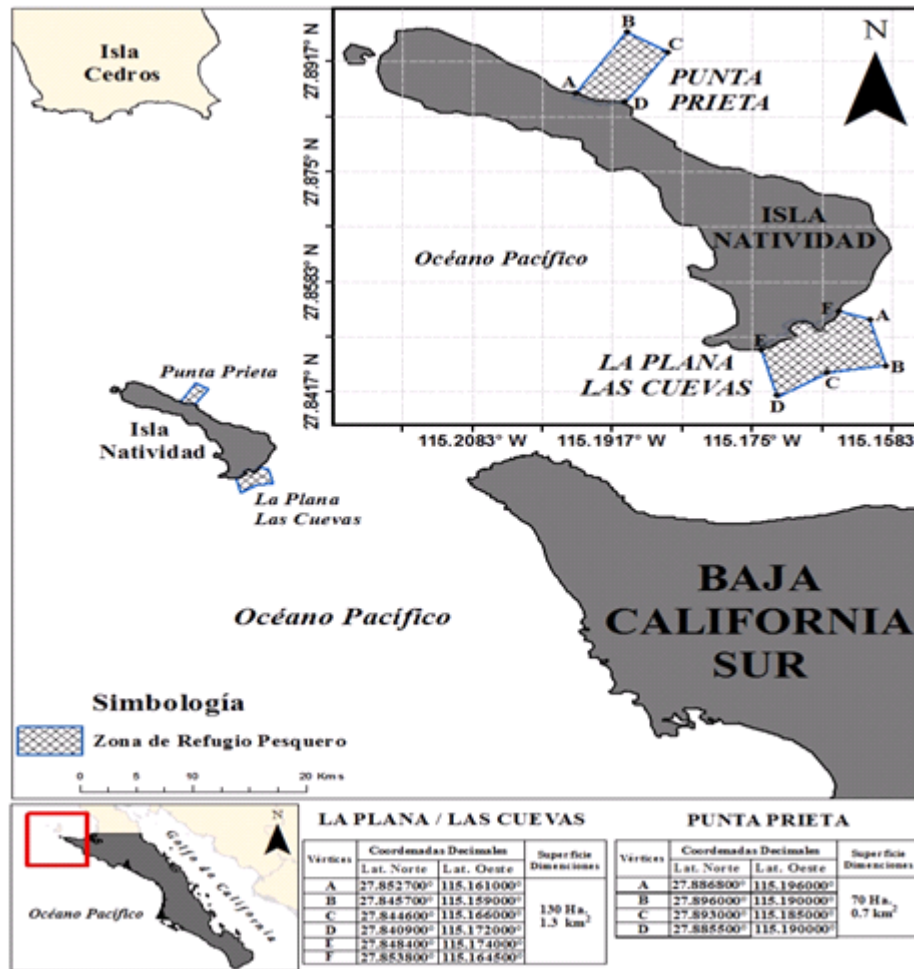 Isla
Cedros
N
27.8917° N
27.875° N
27.8583° N
27.8417° N
B
C
A
D
PUNTA
PRIETA
ISLA
NATIVIDAD
Océano Pacífico
F
A
E
B
C
D
LA PLANA
LAS CUEVAS
115.2083° W 115.1917° W 115.175° W 115.1583
Punta Prieta
Isla
Natividad
La Plana
Las Cuevas
Océano Pacífico
BAJA
CALIFORNIA
SUR
Simbología
Zona de Refugio Pesquero
0 5 10 20 Kms
N
Golfo de California
Océano Pacífico
LA PLANA / LAS CUEVAS
Vértices Coordenadas Decimales Superficie Dimensiones
Lat. Norte Lat. Oeste
A 27.852700° 115.161000°
B 27.845700° 115.159000°
C 27.844600° 115.166000°
D 27.840900° 115.172000°
E 27.848400° 115.174000°
F 27.853800° 115.164500°
130 Ha.
1.3 km²
PUNTA PRIETA
Vértices Coordenadas Decimales Superficie Dimensiones
Lat. Norte Lat. Oeste
A 27.886800° 115.196000°
B 27.896000° 115.190000°
C 27.893000° 115.185000°
D 27.885500° 115.190000°
70 Ha.
0.7 km²